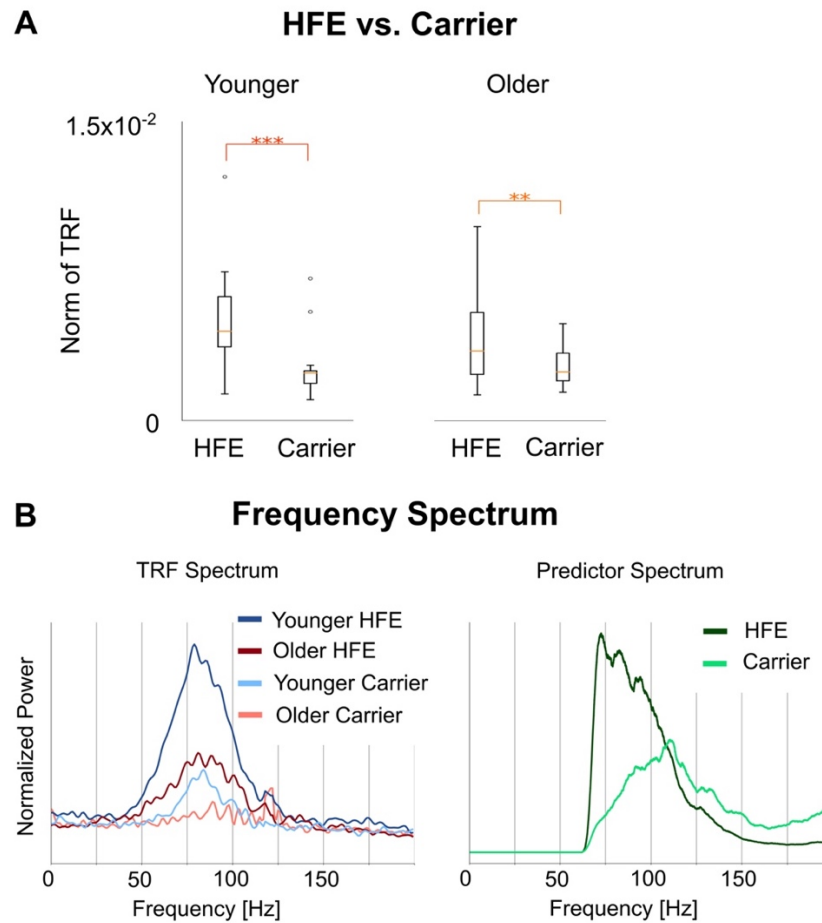 A
HFE vs. Carrier
Younger
Older
1.5x10-2
***
**
Norm of TRF
0
HFE
Carrier
HFE
Carrier
B
Frequency Spectrum
TRF Spectrum
Predictor Spectrum
Younger HFE
Older HFE
Younger Carrier
Older Carrier
HFE
Carrier
Normalized Power
0
50
100
150
0
50
100
150
Frequency [Hz]
Frequency [Hz]